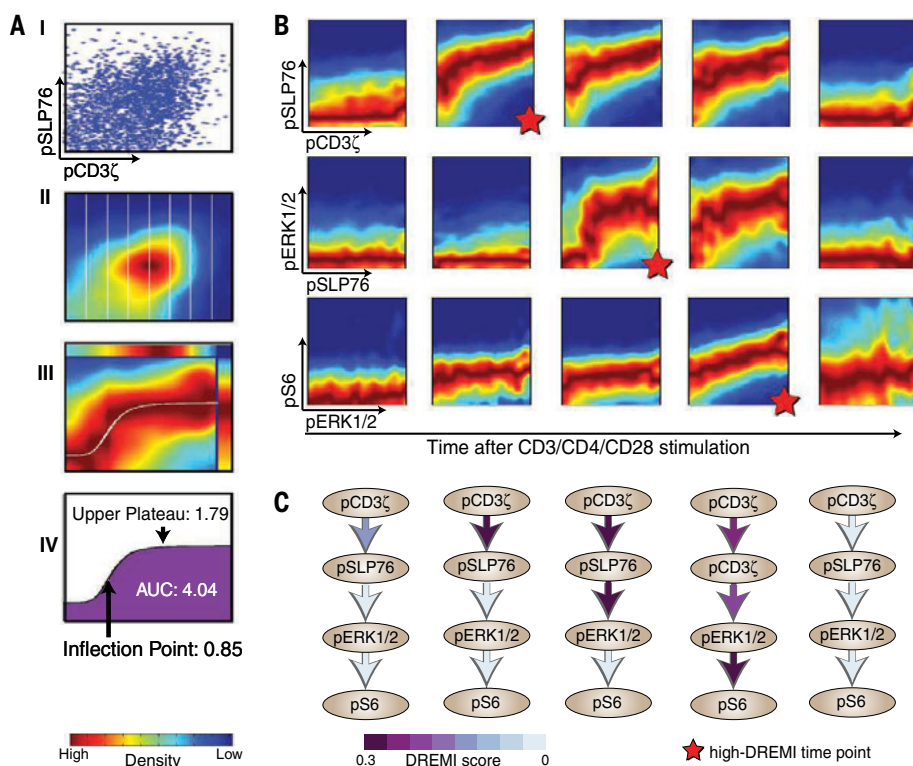 A
I
pSLP76
pCD3ζ
II
III
IV
Upper Plateau: 1.79
AUC: 4.04
Inflection Point: 0.85
High
Low
Density
B
pSLP76
pCD3ζ
pERK1/2
pSLP76
pS6
pERK1/2
Time after CD3/CD4/CD28 stimulation
C
pCD3ζ pCD3ζ pCD3ζ pCD3ζ pCD3ζ
pSLP76 pSLP76 pSLP76 pCD3ζ pSLP76
pERK1/2 pERK1/2 pERK1/2 pERK1/2 pERK1/2
pS6 pS6 pS6 pS6 pS6
0.3 DREMI score 0
high-DREMI time point